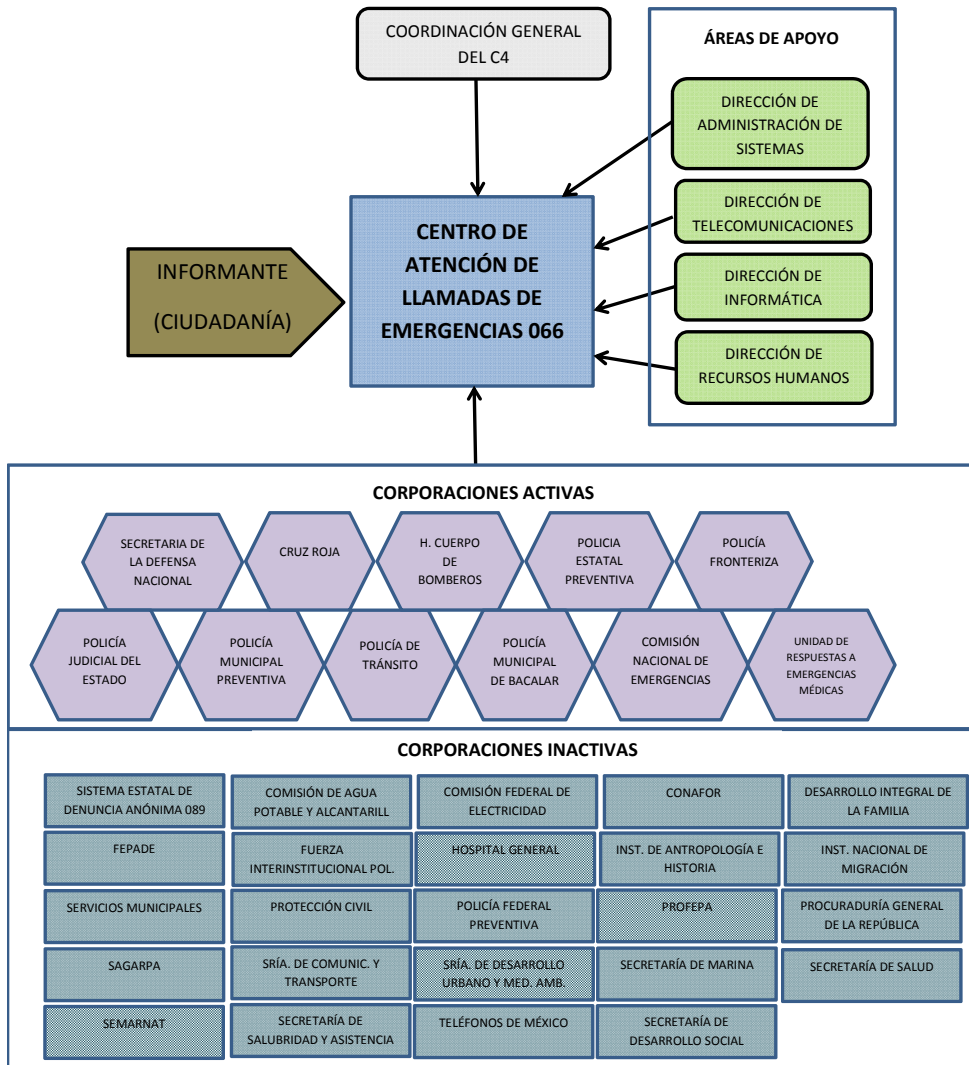 COORDINACIÓN GENERAL
DEL C4
ÁREAS DE APOYO
DIRECCIÓN DE
ADMINISTRACIÓN DE
SISTEMAS
DIRECCIÓN DE
TELECOMUNICACIONES
DIRECCIÓN DE
INFORMÁTICA
DIRECCIÓN DE
RECURSOS HUMANOS
CENTRO DE
ATENCIÓN DE
LLAMADAS DE
EMERGENCIAS 066
INFORMANTE
(CIUDADANÍA)
CORPORACIONES ACTIVAS
SECRETARIA DE
LA DEFENSA
NACIONAL
CRUZ ROJA
H. CUERPO
DE
BOMBEROS
POLICIA
ESTATAL
PREVENTIVA
POLICÍA
FRONTERIZA
POLICÍA
JUDICIAL DEL
ESTADO
POLICÍA
MUNICIPAL
PREVENTIVA
POLICÍA DE
TRÁNSITO
POLICÍA
MUNICIPAL
DE BACALAR
COMISIÓN
NACIONAL DE
EMERGENCIAS
UNIDAD DE
RESPUESTAS A
EMERGENCIAS
MÉDICAS
CORPORACIONES INACTIVAS
SISTEMA ESTATAL DE
DENUNCIA ANÓNIMA 089
COMISIÓN DE AGUA
POTABLE Y ALCANTARILL
COMISIÓN FEDERAL DE
ELECTRICIDAD
CONAFOR
DESARROLLO INTEGRAL DE
LA FAMILIA
FEPADE
FUERZA
INTERINSTITUCIONAL POL.
HOSPITAL GENERAL
INST. DE ANTROPOLOGÍA E
HISTORIA
INST. NACIONAL DE
MIGRACIÓN
SERVICIOS MUNICIPALES
PROTECCIÓN CIVIL
POLICÍA FEDERAL
PREVENTIVA
PROFEPA
PROCURADURÍA GENERAL
DE LA REPÚBLICA
SAGARPA
SRÍA. DE COMUNIC. Y
TRANSPORTE
SRÍA. DE DESARROLLO
URBANO Y MED. AMB.
SECRETARÍA DE MARINA
SECRETARÍA DE SALUD
SEMARNAT
SECRETARÍA DE
SALUBRIDAD Y ASISTENCIA
TELÉFONOS DE MÉXICO
SECRETARÍA DE
DESARROLLO SOCIAL